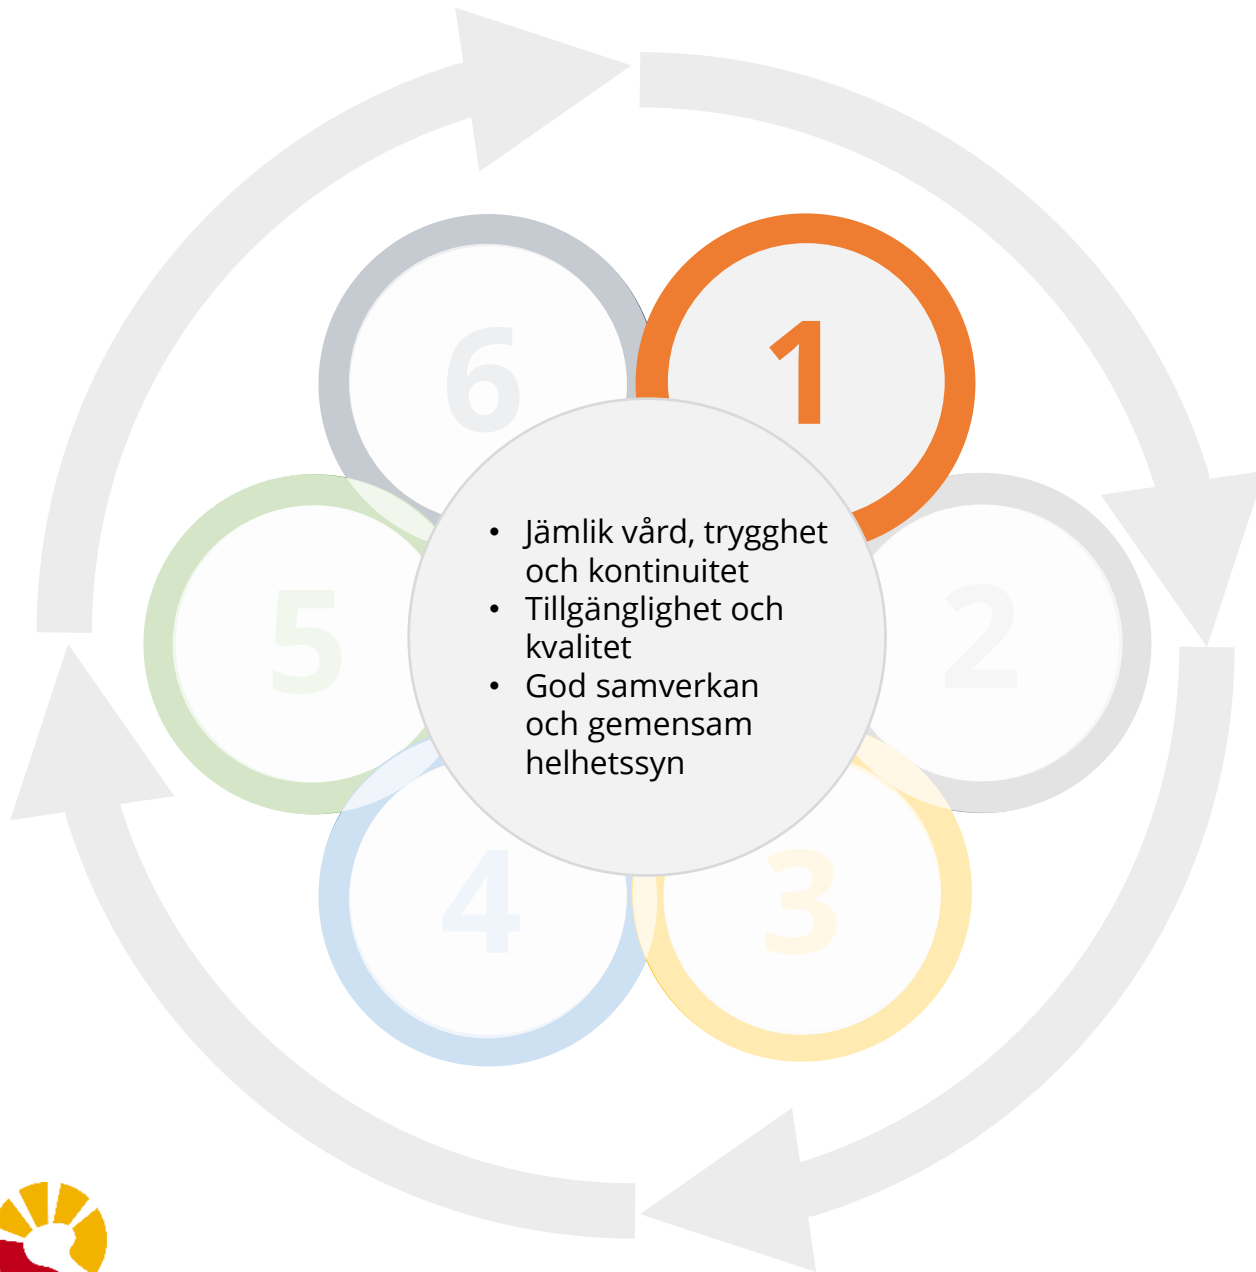 6
1
• Jämlik vård, trygghet
och kontinuitet
• Tillgänglighet och
kvalitet
• God samverkan
och gemensam
helhetssyn
5
2
4
3